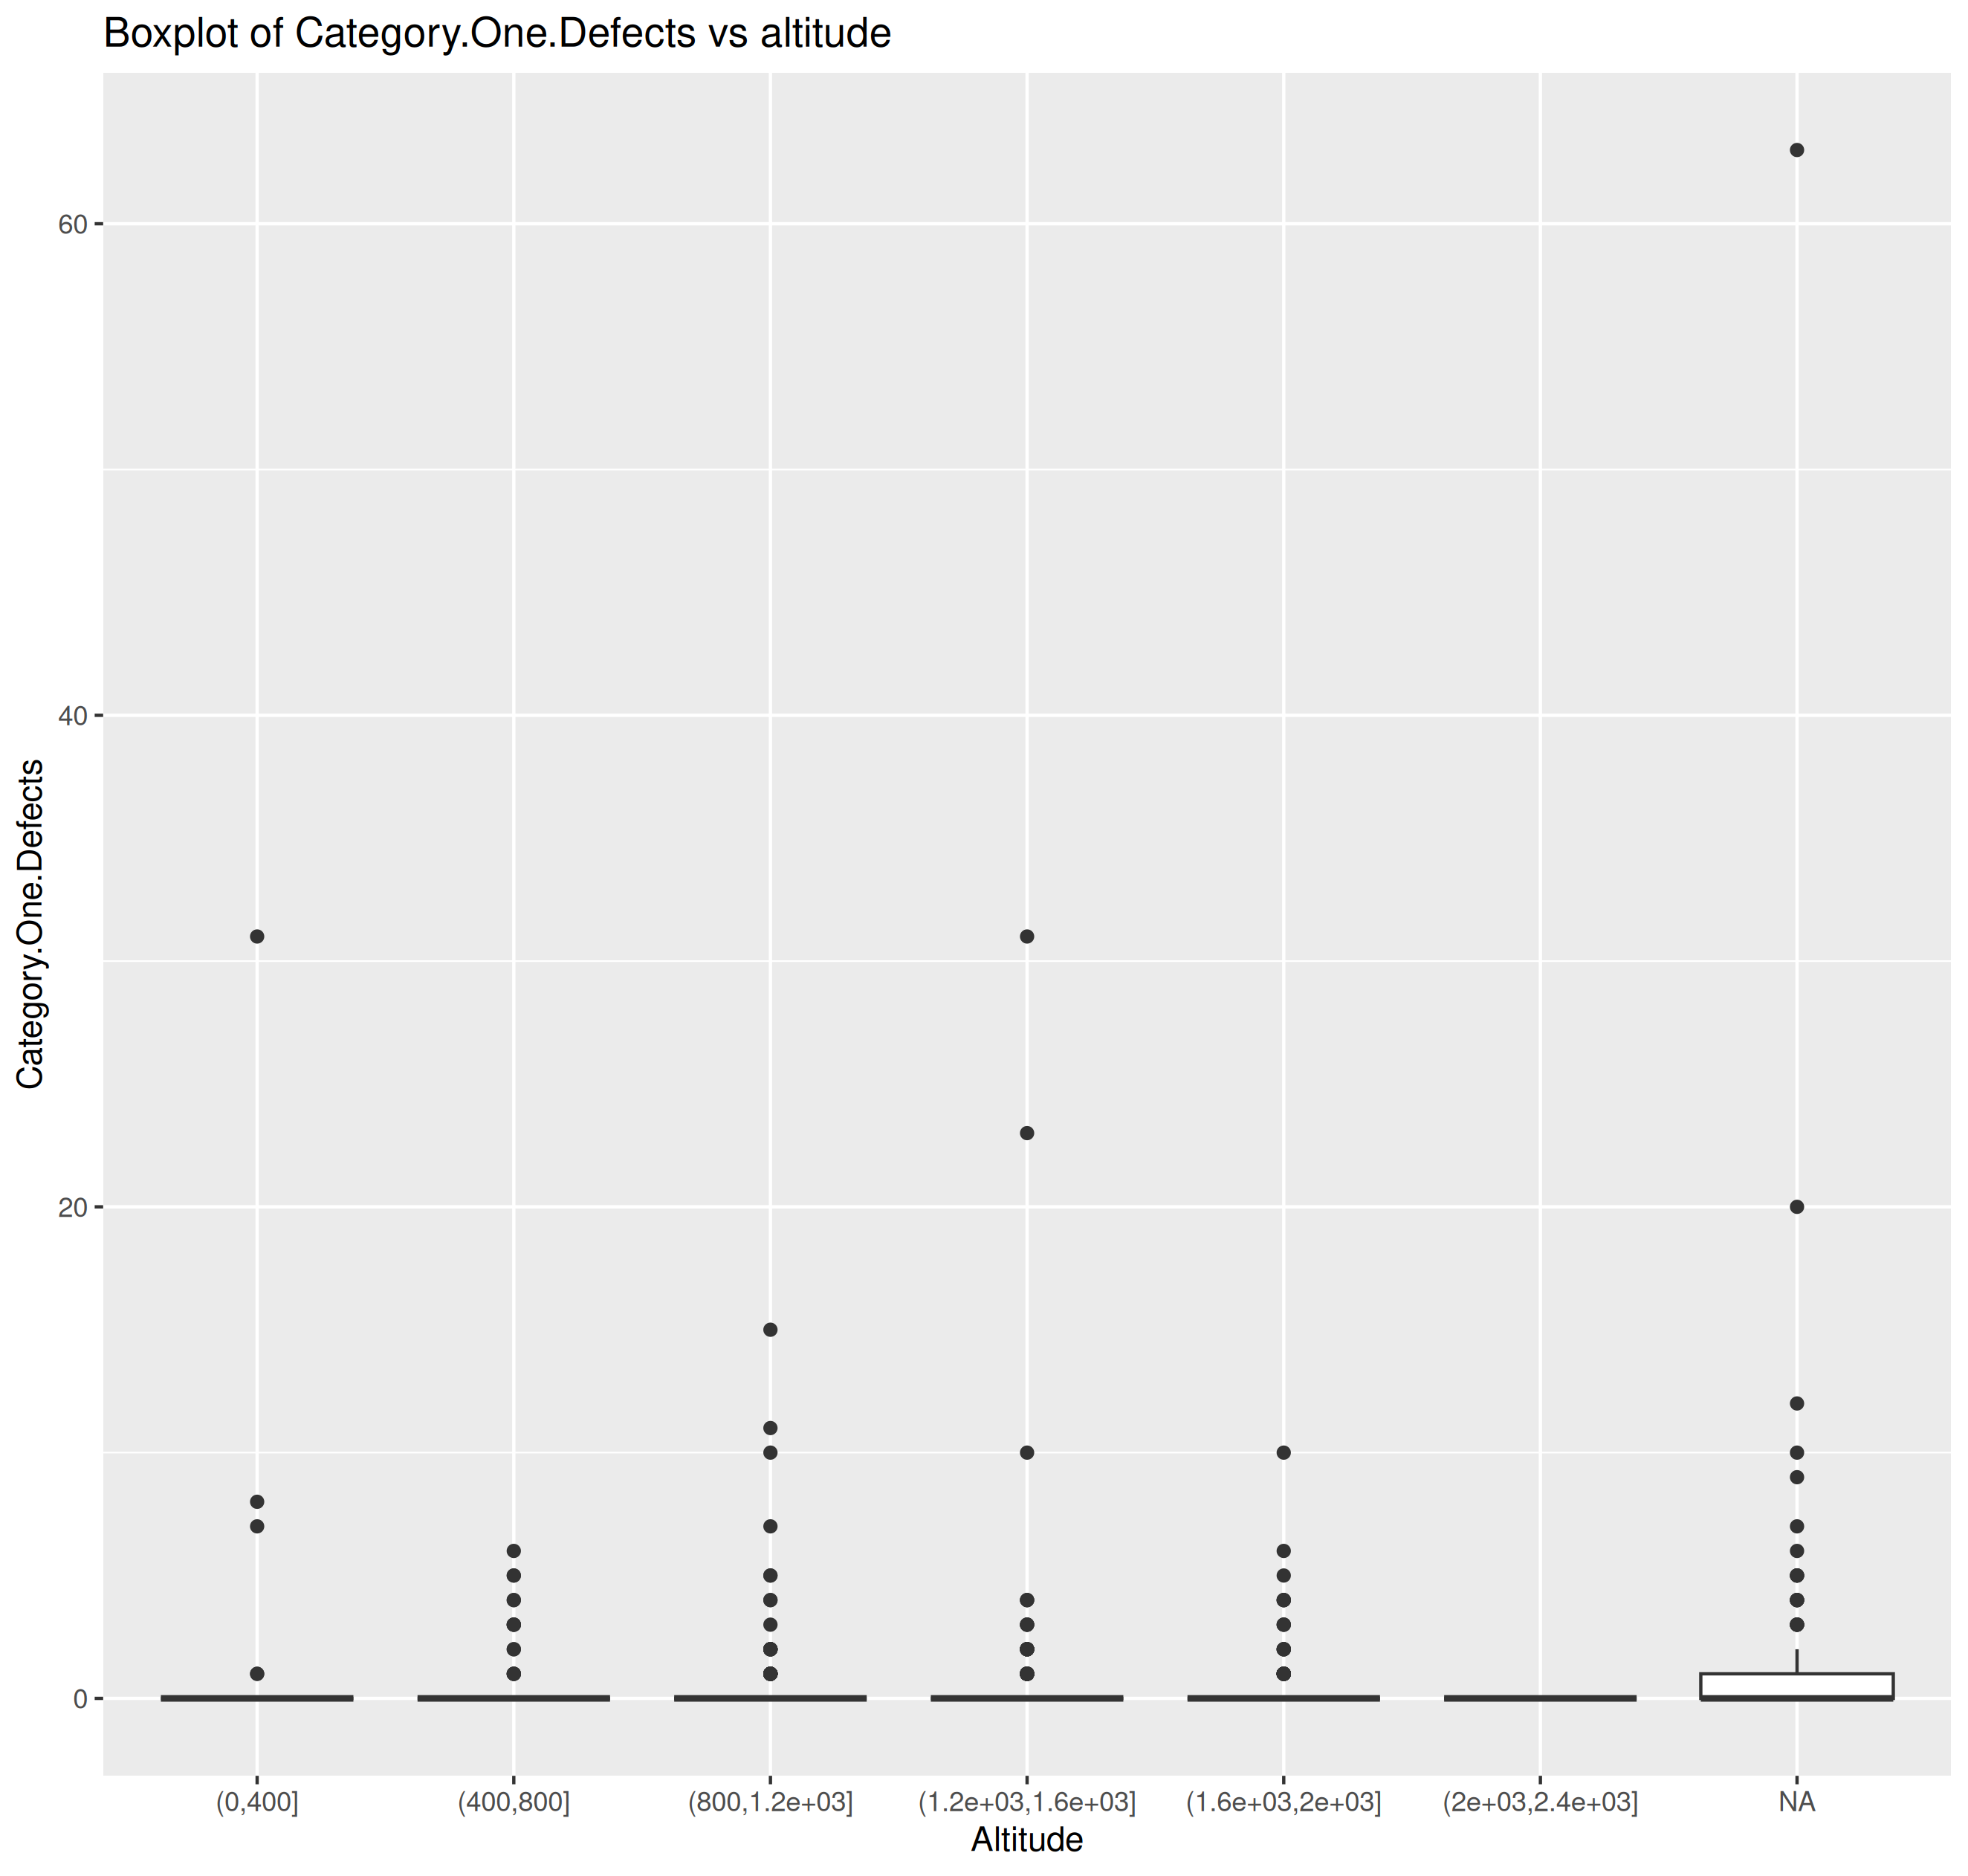 Boxplot of Category.One.Defects vs altitude
Category.One.Defects
60
40
20
0
(0,400] (400,800] (800,1.2e+03] (1.2e+03,1.6e+03] (1.6e+03,2e+03] (2e+03,2.4e+03] NA
Altitude